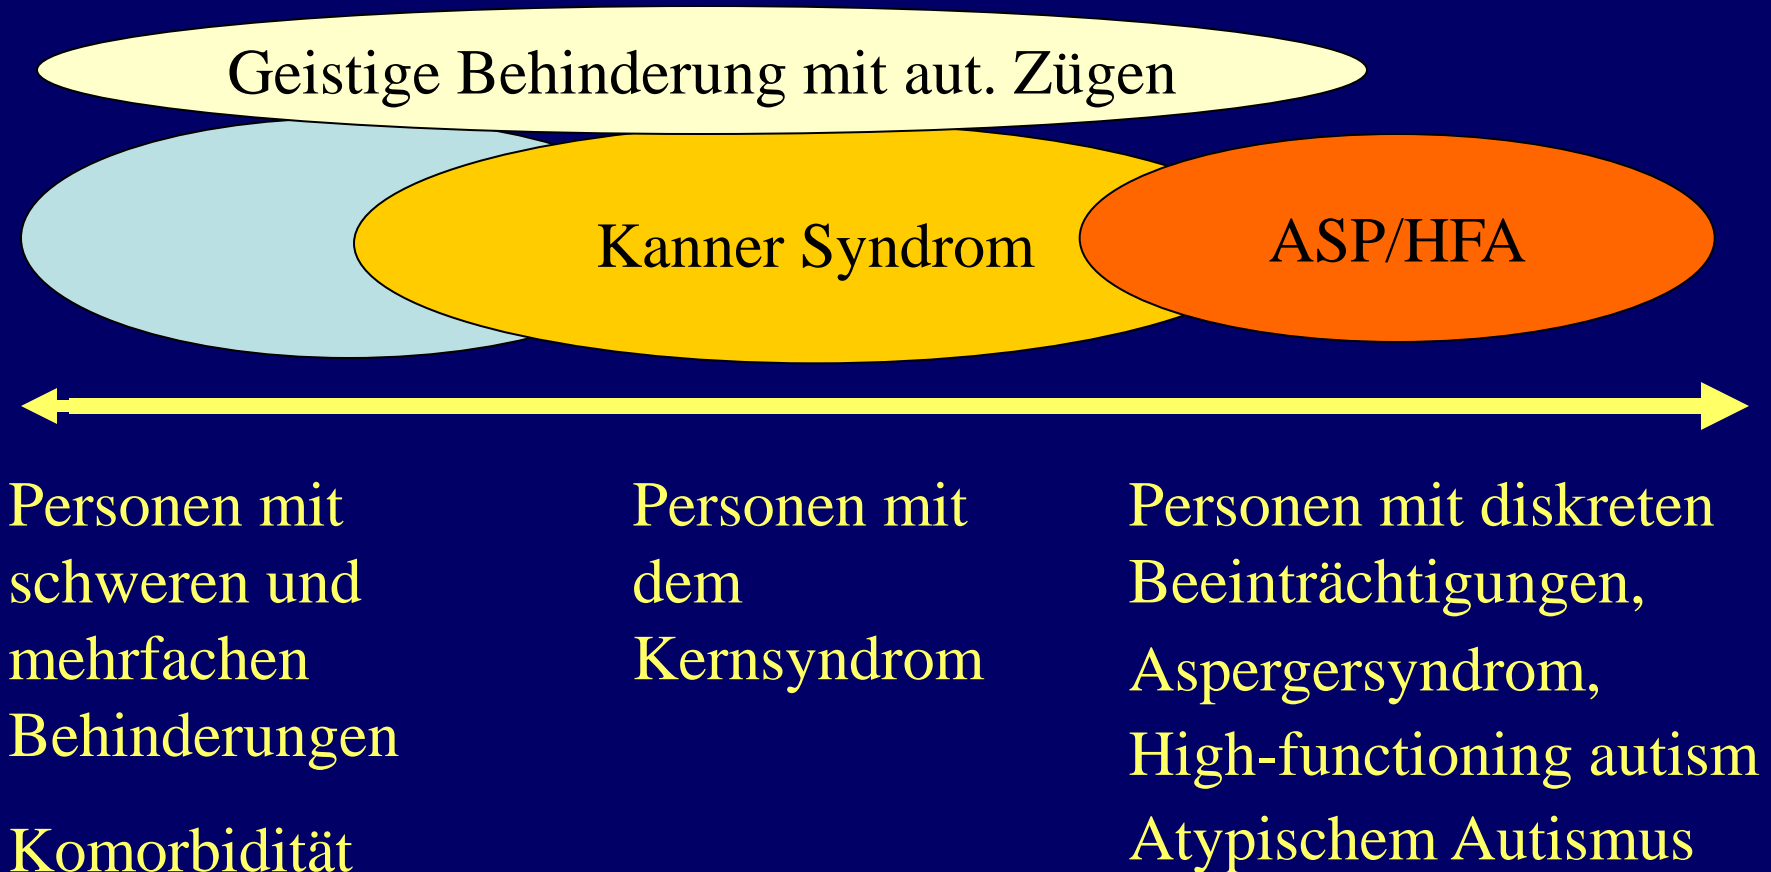 Geistige Behinderung mit aut. Zügen
Kanner Syndrom
ASP/HFA
Personen mit
schweren und
mehrfachen
Behinderungen
Komorbidität
Personen mit
dem
Kernsyndrom
Personen mit diskreten
Beeinträchtigungen,
Aspergersyndrom,
High-functioning autism
Atypischem Autismus